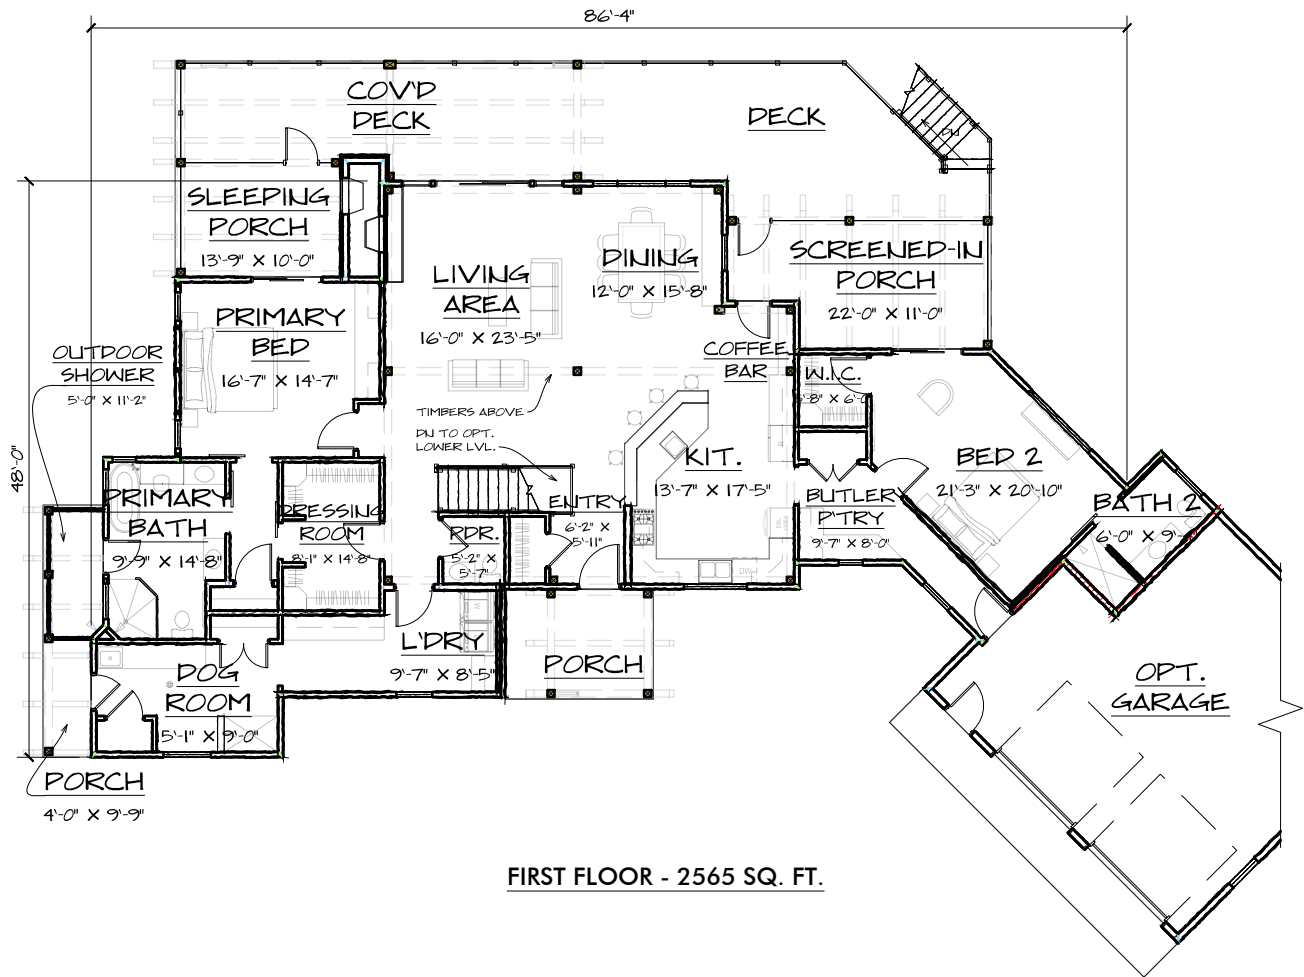 86'-4"
COV'D
DECK
DECK
DN
SLEEPING
PORCH
13'-9" X 10'-0"
LIVING
AREA
16'-0" X 23'-5"
DINING
12'-0" X 15'-8"
SCREENED-IN
PORCH
22'-0" X 11'-0"
PRIMARY
BED
16'-7" X 14'-7"
OUTDOOR
SHOWER
5'-0" X 11'-2"
COFFEE
BAR
W.I.C.
TIMBERS ABOVE
DN TO OPT.
LOWER LVL.
48'-0"
KIT.
13'-7" X 17'-5"
BED 2
21'-3" X 20'-10"
PRIMARY
BATH
9'-9" X 14'-8"
DRESSING
ROOM
8'-1" X 14'-8"
PDR.
5'-2" X
5'-7"
ENTRY
6'-2" X
5'-11"
BUTLER
P'TRY
9'-7" X 8'-0"
BATH 2
DW
L'DRY
9'-7" X 8'-5"
PORCH
DOG
ROOM
5'-1" X 9'-0"
OPT.
GARAGE
PORCH
4'-0" X 9'-9"
FIRST FLOOR - 2565 SQ. FT.